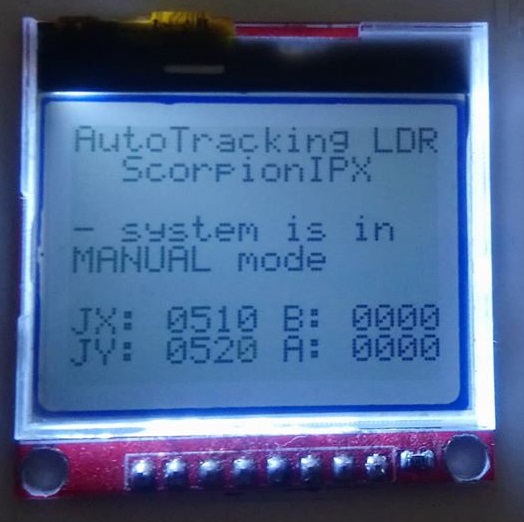 AutoTracking LDR
ScorpionIPX
- system is in
MANUAL mode
JX: 0510 B: 0000
JY: 0520 A: 0000